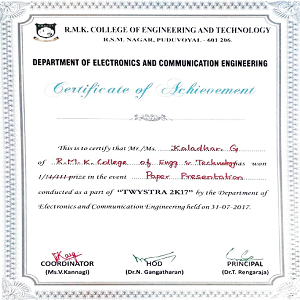 R.M.K. COLLEGE OF ENGINEERING AND TECHNOLOGY
R.S.M. NAGAR, PUDUVOYAL - 601 206.
DEPARTMENT OF ELECTRONICS AND COMMUNICATION ENGINEERING
Certificate of Achievement
This is to certify that Mr./Ms. Kaladhar G
of R.M.K. College of Engg & Technology has won
prize in the event Paper Presentation
conducted as a part of "TWYSTRA 2K17" by the Department of
Electronics and Communication Engineering held on 31-07-2017.
COORDINATOR HOD PRINCIPAL
(Ms.V.Kannagi) (Dr.N. Gangatharan) (Dr.T. Rengaraja)